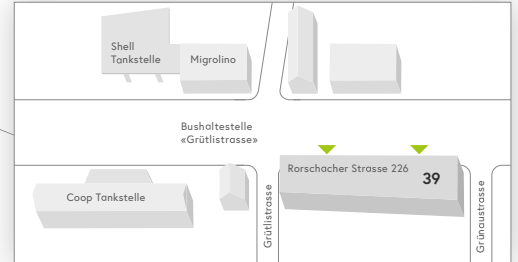 Shell
Tankstelle
Migrolino
Bushaltestelle
«Grütlistrasse»
Rorschacher Strasse 226
39
Coop Tankstelle
Grütlistrasse
Grünaustrasse